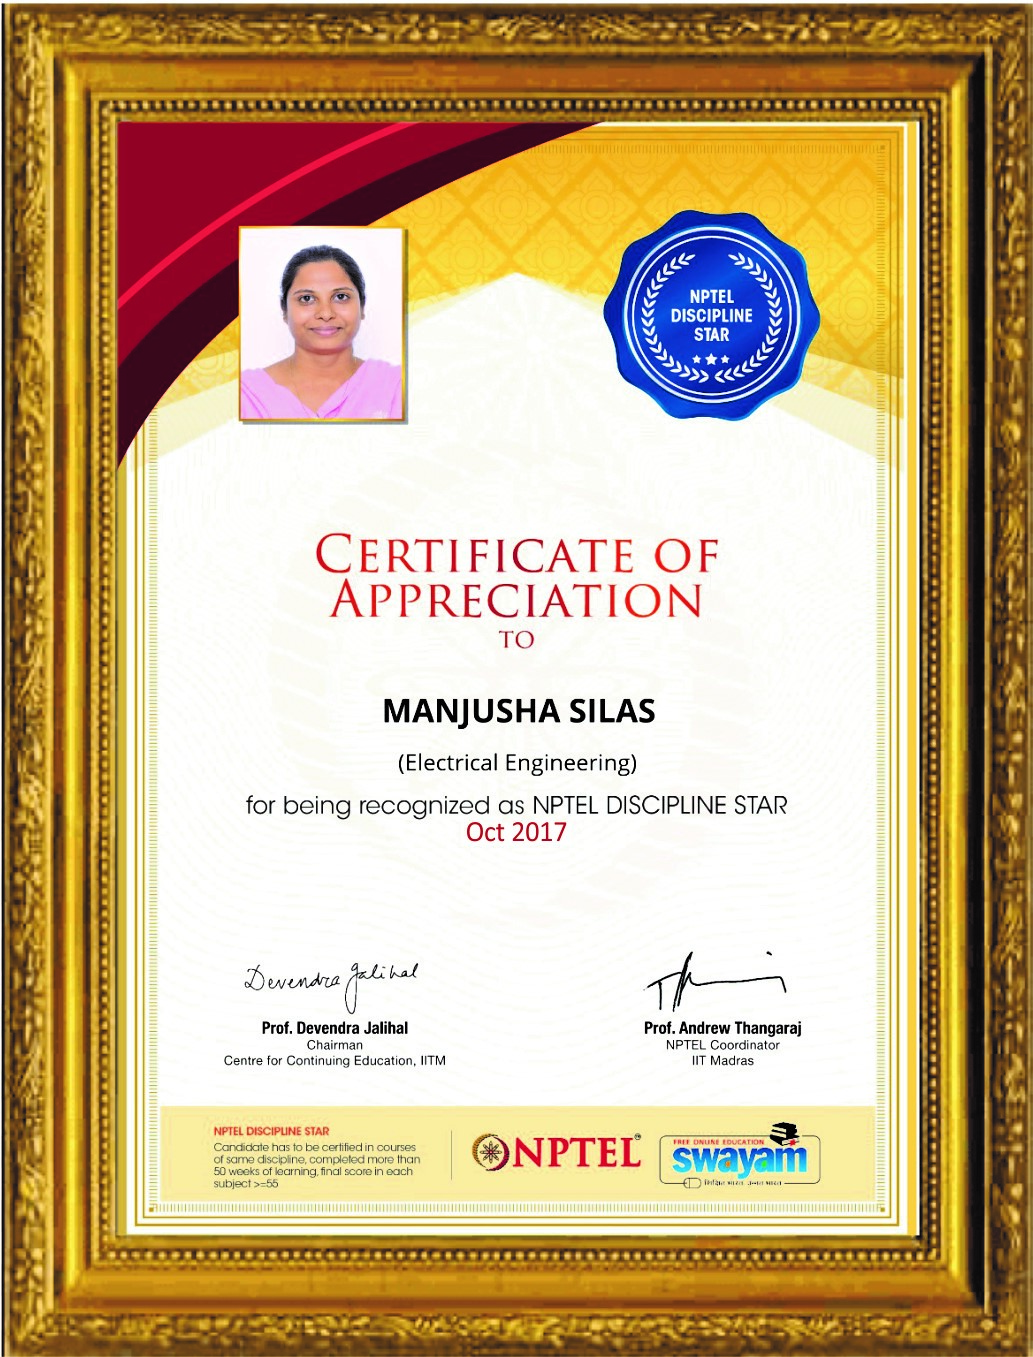 NPTEL
DISCIPLINE
STAR
CERTIFICATE OF
APPRECIATION
TO
MANJUSHA SILAS
(Electrical Engineering)
for being recognized as NPTEL DISCIPLINE STAR
Oct 2017
Devendra Jalihal
Prof. Devendra Jalihal
Chairman
Centre for Continuing Education, IITM
Prof. Andrew Thangaraj
NPTEL Coordinator
IIT Madras
NPTEL DISCIPLINE STAR
Candidate has to be certified in courses
of same discipline, completed more than
50 weeks of learning, final score in each
subject >=55
NPTEL
FREE ONLINE EDUCATION
swayam